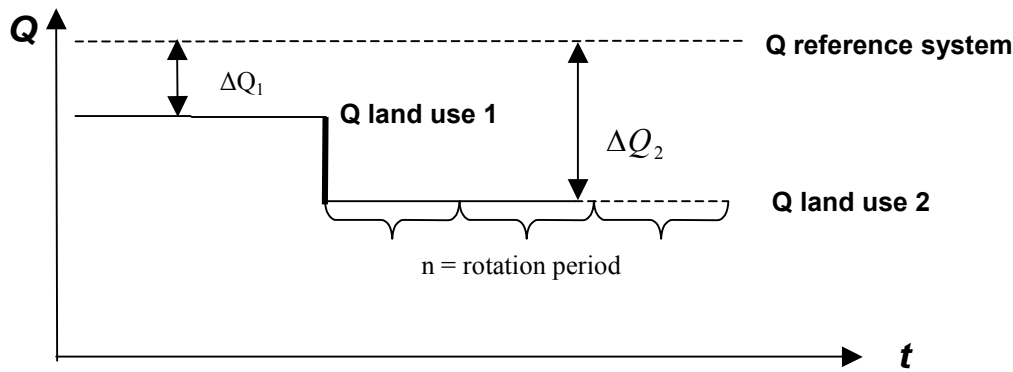 Q
Q reference system
ΔQ₁
Q land use 1
ΔQ₂
Q land use 2
n = rotation period
t